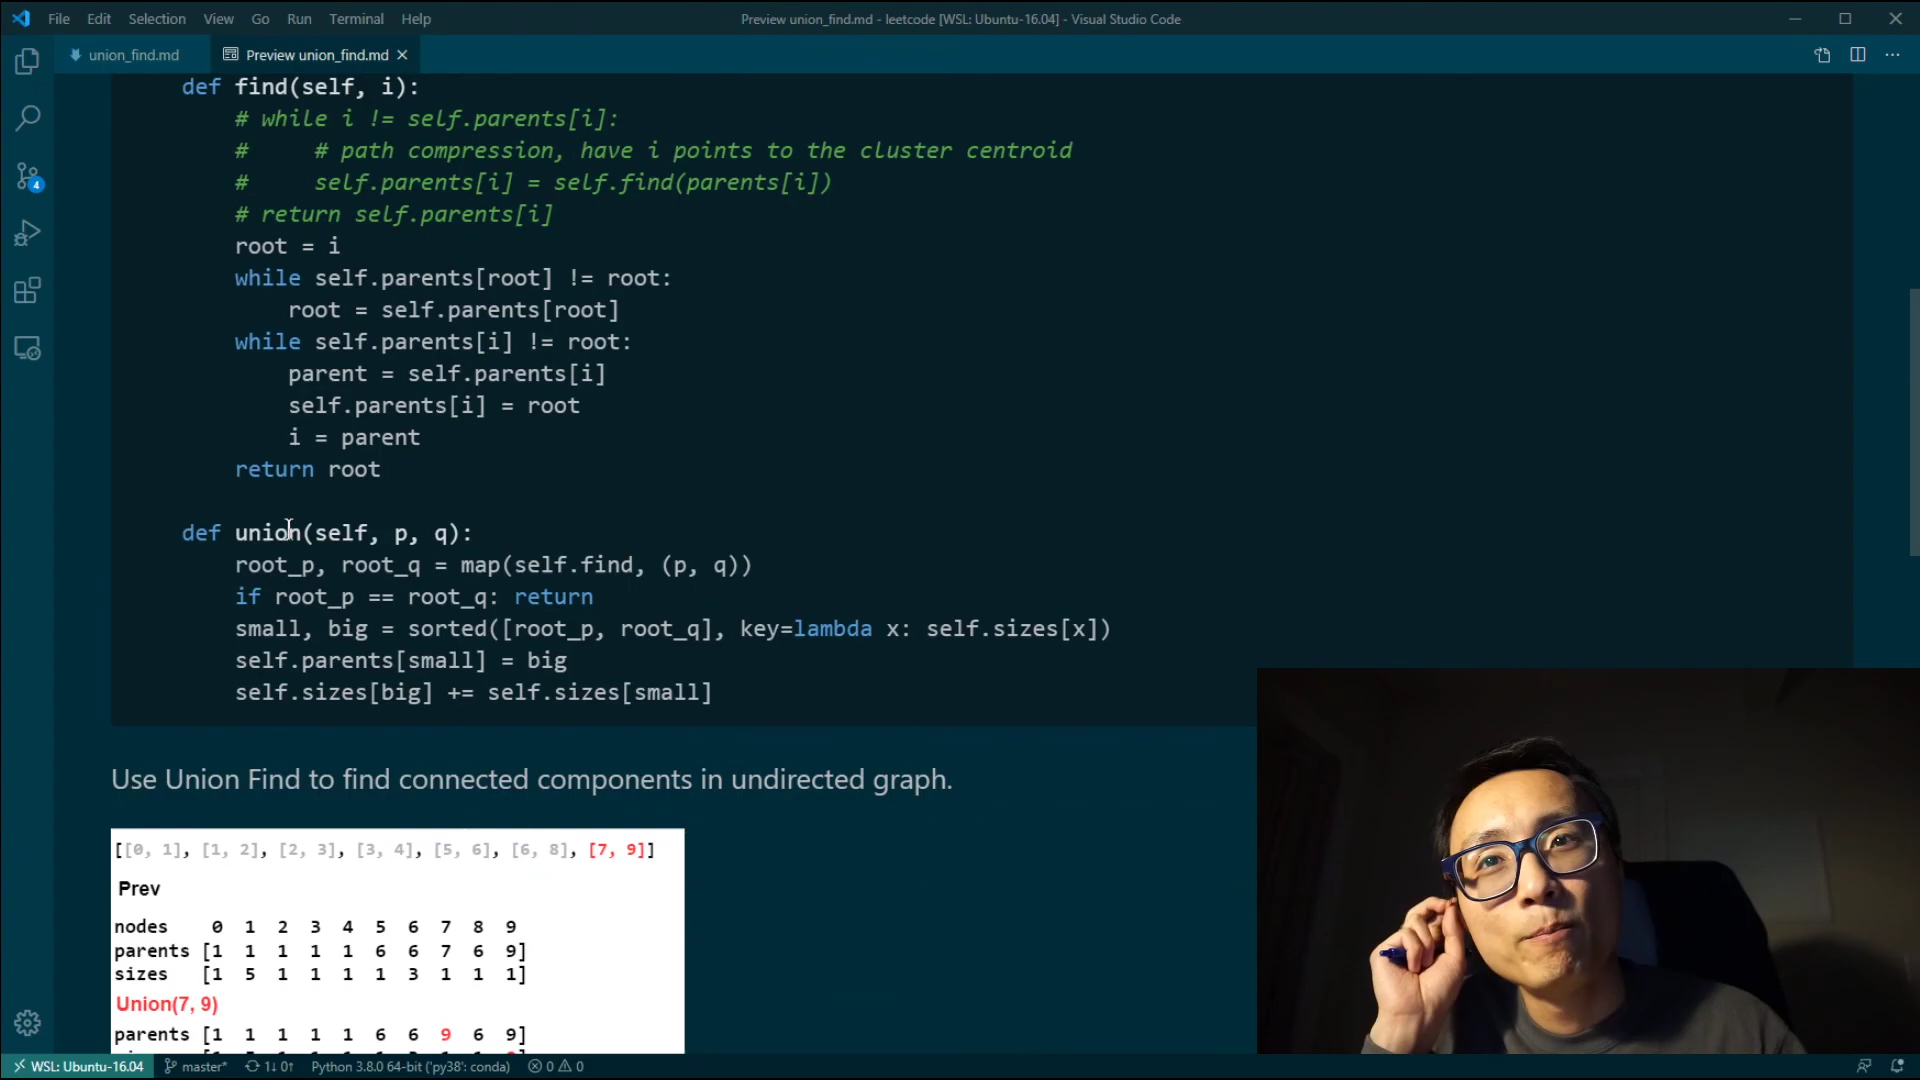 File Edit Selection View Go Run Terminal Help
Preview union_find.md - leetcode [WSL: Ubuntu-16.04] - Visual Studio Code
union_find.md
Preview union_find.md
def find(self, i):
# while i != self.parents[i]:
#     # path compression, have i points to the cluster centroid
#     self.parents[i] = self.find(parents[i])
# return self.parents[i]
root = i
while self.parents[root] != root:
root = self.parents[root]
while self.parents[i] != root:
parent = self.parents[i]
self.parents[i] = root
i = parent
return root
def union(self, p, q):
root_p, root_q = map(self.find, (p, q))
if root_p == root_q: return
small, big = sorted([root_p, root_q], key=lambda x: self.sizes[x])
self.parents[small] = big
self.sizes[big] += self.sizes[small]
Use Union Find to find connected components in undirected graph.
[[0, 1], [1, 2], [2, 3], [3, 4], [5, 6], [6, 8], [7, 9]]
Prev
nodes 0 1 2 3 4 5 6 7 8 9
parents [1 1 1 1 1 6 6 7 6 9]
sizes [1 5 1 1 1 1 3 1 1 1]
Union(7, 9)
parents [1 1 1 1 1 6 6 9 6 9]
4
WSL: Ubuntu-16.04 master* 1↓ 0↑ Python 3.8.0 64-bit ('py38': conda) 0 0